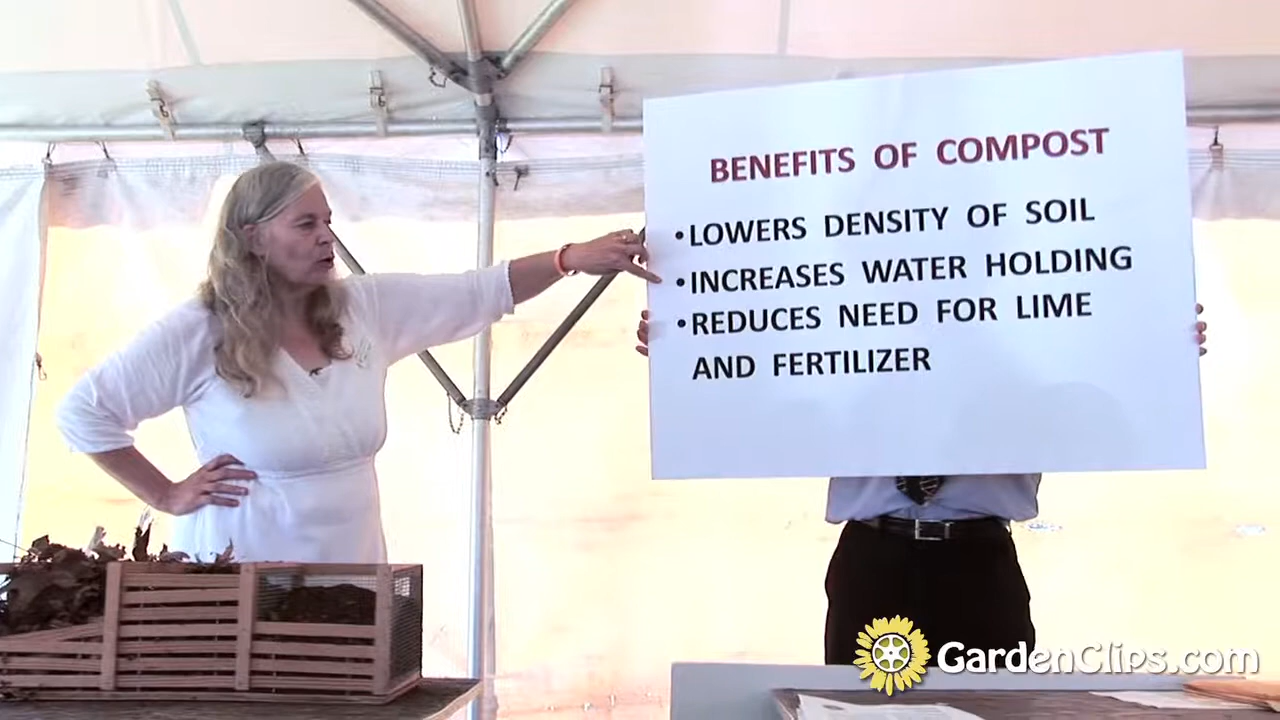 BENEFITS OF COMPOST
•LOWERS DENSITY OF SOIL
•INCREASES WATER HOLDING
•REDUCES NEED FOR LIME
AND FERTILIZER
GardenClips.com